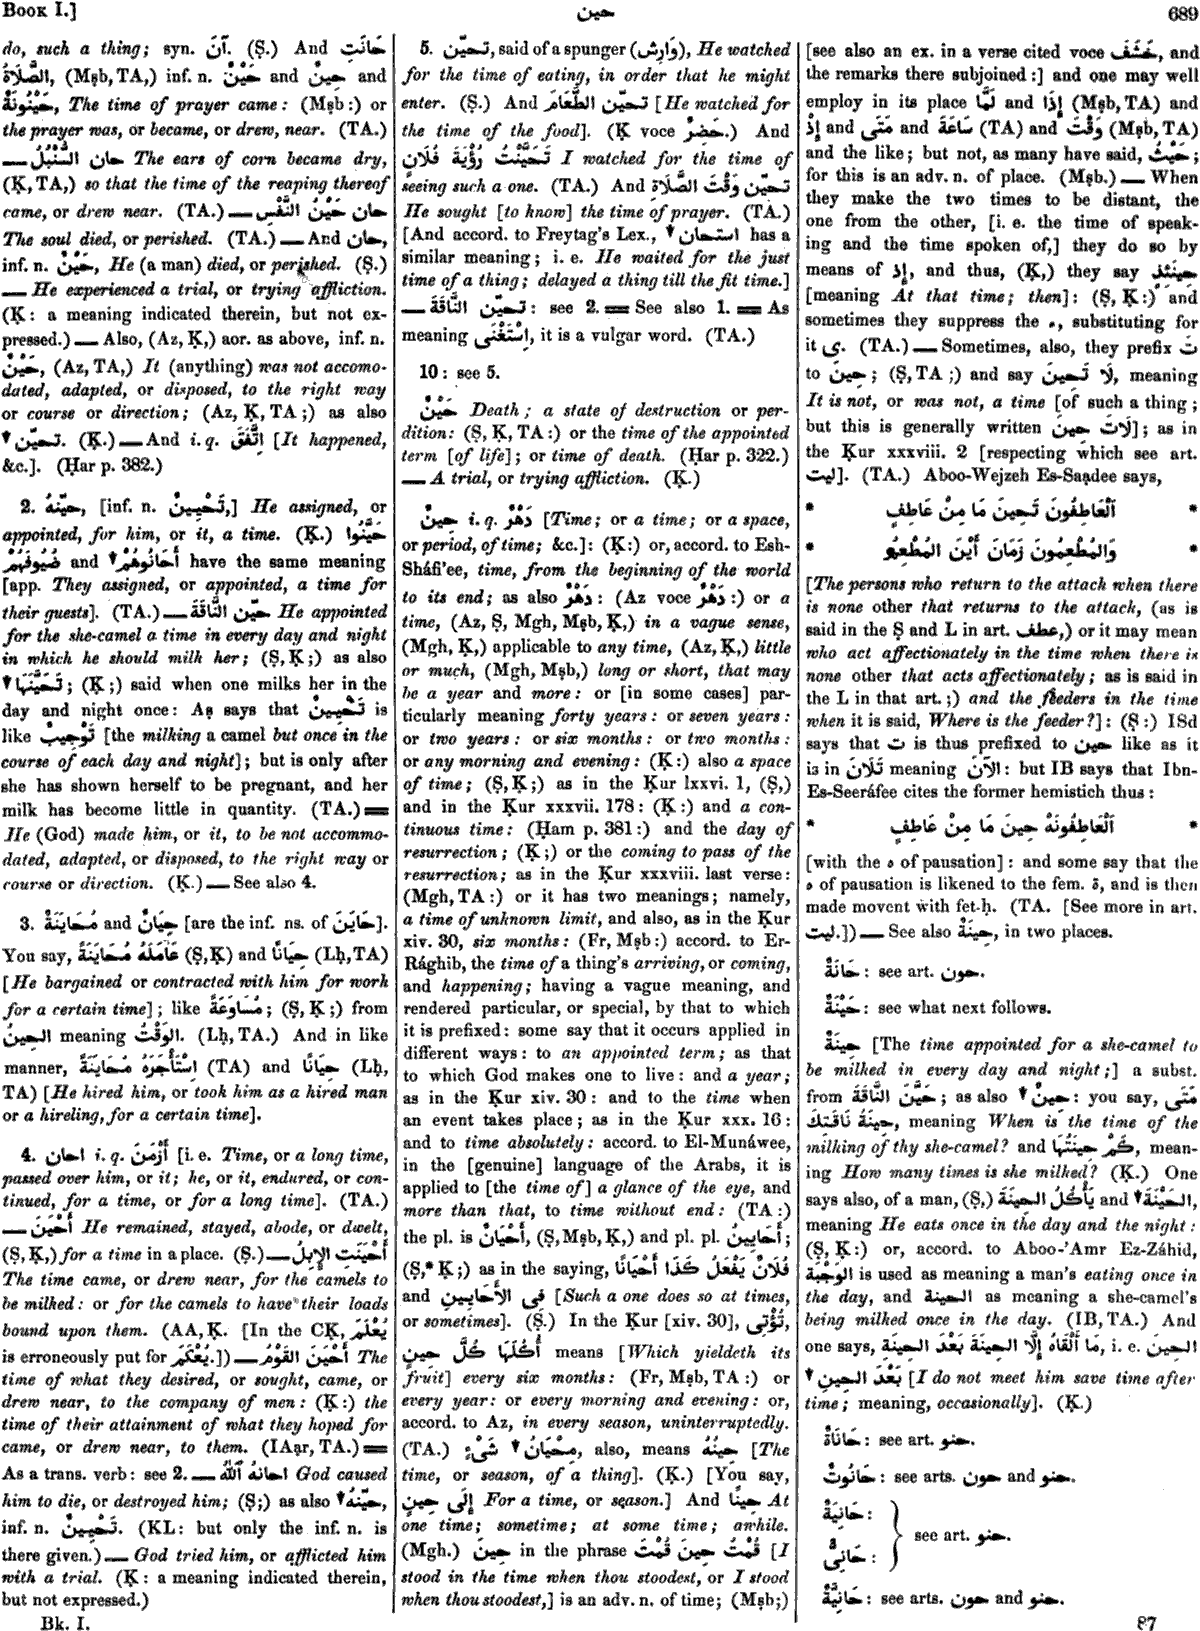 BOOK I.]
حين
689
do, such a thing; syn. آنَ. (Ṣ.) And حَانَتِ
الصَّلَاةُ, (Mṣb, TA,) inf. n. حَيْنٌ and حِينٌ and
حَيْنُونَةٌ, The time of prayer came: (Mṣb:) or
the prayer was, or became, or drew, near. (TA.)
— حان السُّنْبُلُ The ears of corn became dry,
(Ḳ, TA,) so that the time of the reaping thereof
came, or drew near. (TA.) — حان حَيْنُ النَّفْسِ
The soul died, or perished. (TA.) — And حان,
inf. n. حَيْنٌ, He (a man) died, or perished. (Ṣ.)
— He experienced a trial, or trying affliction.
(Ḳ: a meaning indicated therein, but not ex-
pressed.) — Also, (Az, Ḳ,) aor. as above, inf. n.
حَيْنٌ, (Az, TA,) It (anything) was not accomo-
dated, adapted, or disposed, to the right way
or course or direction; (Az, Ḳ, TA;) as also
▾ تحيّن. (Ḳ.) — And i. q. اِتَّفَقَ [It happened,
&c.]. (Ḥar p. 382.)
2. حيّنهُ, [inf. n. تَحْيِينٌ,] He assigned, or
appointed, for him, or it, a time. (Ḳ.) حَيَّنُوا
ضُيُوفَهُمْ and ▾ أَحَانُوهُمْ have the same meaning
[app. They assigned, or appointed, a time for
their guests]. (TA.) — حيّن النَّاقَةَ He appointed
for the she-camel a time in every day and night
in which he should milk her; (Ṣ, Ḳ;) as also
▾ تَحَيَّنَهَا; (Ḳ;) said when one milks her in the
day and night once: Aṣ says that تَحْيِينٌ is
like تَوْجِيبٌ [the milking a camel but once in the
course of each day and night]; but is only after
she has shown herself to be pregnant, and her
milk has become little in quantity. (TA.) ═
He (God) made him, or it, to be not accommo-
dated, adapted, or disposed, to the right way or
course or direction. (Ḳ.) — See also 4.
3. مُحَايَنَةٌ and حِيَانٌ [are the inf. ns. of حَايَنَ].
You say, عَامَلَهُ مُحَايَنَةً (Ṣ, Ḳ) and حِيَانًا (Lḥ, TA)
[He bargained or contracted with him for work
for a certain time]; like مُسَاوَعَةً; (Ṣ, Ḳ;) from
الحِينُ meaning الوَقْتُ. (Lḥ, TA.) And in like
manner, اِسْتَأْجَرَهُ مُحَايَنَةً (TA) and حِيَانًا (Lḥ,
TA) [He hired him, or took him as a hired man
or a hireling, for a certain time].
4. احان i. q. أَزْمَنَ [i. e. Time, or a long time,
passed over him, or it; he, or it, endured, or con-
tinued, for a time, or for a long time]. (TA.)
— أَحْيَنَ He remained, stayed, abode, or dwelt,
(Ṣ, Ḳ,) for a time in a place. (Ṣ.) — أَحْيَنَتِ الإِبِلُ
The time came, or drew near, for the camels to
be milked: or for the camels to have their loads
bound upon them. (AA, Ḳ. [In the CḲ, يُعْلَمَ
is erroneously put for يُعْكَمَ.]) — أَحْيَنَ القَوْمُ The
time of what they desired, or sought, came, or
drew near, to the company of men: (Ḳ:) the
time of their attainment of what they hoped for
came, or drew near, to them. (IAạr, TA.) ═
As a trans. verb: see 2. — احانهُ ٱللّٰهُ God caused
him to die, or destroyed him; (Ṣ;) as also ▾ حيّنهُ,
inf. n. تَحْيِينٌ. (KL: but only the inf. n. is
there given.) — God tried him, or afflicted him
with a trial. (Ḳ: a meaning indicated therein,
but not expressed.)
5. تحيّن, said of a spunger (وَارِش), He watched
for the time of eating, in order that he might
enter. (Ṣ.) And تحيّن الطَّعَامَ [He watched for
the time of the food]. (Ḳ voce حَضِرٌ.) And
تَحَيَّنْتُ رُؤْيَةَ فُلَانٍ I watched for the time of
seeing such a one. (TA.) And تحيّن وَقْتَ الصَّلَاةِ
He sought [to know] the time of prayer. (TA.)
[And accord. to Freytag's Lex., ▾ استحان has a
similar meaning; i. e. He waited for the just
time of a thing; delayed a thing till the fit time.]
— تحيّن النَّاقَةَ: see 2. ═ See also 1. ═ As
meaning اِسْتَغْنَى, it is a vulgar word. (TA.)
10: see 5.
حَيْنٌ Death; a state of destruction or per-
dition: (Ṣ, Ḳ, TA:) or the time of the appointed
term [of life]; or time of death. (Ḥar p. 322.)
— A trial, or trying affliction. (Ḳ.)
حِينٌ i. q. دَهْرٌ [Time; or a time; or a space,
or period, of time; &c.]: (Ḳ:) or, accord. to Esh-
Sháfi'ee, time, from the beginning of the world
to its end; as also دَهْرٌ: (Az voce دَهْرٌ:) or a
time, (Az, Ṣ, Mgh, Mṣb, Ḳ,) in a vague sense,
(Mgh, Ḳ,) applicable to any time, (Az, Ḳ,) little
or much, (Mgh, Mṣb,) long or short, that may
be a year and more: or [in some cases] par-
ticularly meaning forty years: or seven years:
or two years: or six months: or two months:
or any morning and evening: (Ḳ:) also a space
of time; (Ṣ, Ḳ;) as in the Ḳur lxxvi. 1, (Ṣ,)
and in the Ḳur xxxvii. 178: (Ḳ:) and a con-
tinuous time: (Ḥam p. 381:) and the day of
resurrection; (Ḳ;) or the coming to pass of the
resurrection; as in the Ḳur xxxviii. last verse:
(Mgh, TA:) or it has two meanings; namely,
a time of unknown limit, and also, as in the Ḳur
xiv. 30, six months: (Fr, Mṣb:) accord. to Er-
Rághib, the time of a thing's arriving, or coming,
and happening; having a vague meaning, and
rendered particular, or special, by that to which
it is prefixed: some say that it occurs applied in
different ways: to an appointed term; as that
to which God makes one to live: and a year;
as in the Ḳur xiv. 30: and to the time when
an event takes place; as in the Ḳur xxx. 16:
and to time absolutely: accord. to El-Munáwee,
in the [genuine] language of the Arabs, it is
applied to [the time of] a glance of the eye, and
more than that, to time without end: (TA:)
the pl. is أَحْيَانٌ, (Ṣ, Mṣb, Ḳ,) and pl. pl. أَحَايِينُ;
(Ṣ,* Ḳ;) as in the saying, فُلَانٌ يَفْعَلُ كَذَا أَحْيَانًا
and فِى الأَحَايِينِ [Such a one does so at times,
or sometimes]. (Ṣ.) In the Ḳur [xiv. 30], تُؤْتِى
أُكُلَهَا كُلَّ حِينٍ means [Which yieldeth its
fruit] every six months: (Fr, Mṣb, TA:) or
every year: or every morning and evening: or,
accord. to Az, in every season, uninterruptedly.
(TA.) ▾ مِحْيَانُ شَىْءٍ, also, means حِينُهُ [The
time, or season, of a thing]. (Ḳ.) [You say,
إِلَى حِينٍ For a time, or season.] And حِينًا At
one time; sometime; at some time; awhile.
(Mgh.) حِينَ in the phrase قُمْتُ حِينَ قُمْتَ [I
stood in the time when thou stoodest, or I stood
when thou stoodest,] is an adv. n. of time; (Mṣb;)
[see also an ex. in a verse cited voce خَشَفَ, and
the remarks there subjoined:] and one may well
employ in its place لَمَّا and إِذَا (Mṣb, TA) and
إِذْ and مَتَى and سَاعَةَ (TA) and وَقْتَ (Mṣb, TA)
and the like; but not, as many have said, حَيْثُ;
for this is an adv. n. of place. (Mṣb.) — When
they make the two times to be distant, the
one from the other, [i. e. the time of speak-
ing and the time spoken of,] they do so by
means of إِذ, and thus, (Ḳ,) they say حِينَئِذٍ
[meaning At that time; then]: (Ṣ, Ḳ:) and
sometimes they suppress the ء, substituting for
it ى. (TA.) — Sometimes, also, they prefix تَ
to حِينَ; (Ṣ, TA;) and say لَا تَحِينَ, meaning
It is not, or was not, a time [of such a thing;
but this is generally written لَاتَ حِينَ]; as in
the Ḳur xxxviii. 2 [respecting which see art.
ليت]. (TA.) Aboo-Wejzeh Es-Saạdee says,
* اَلْعَاطِفُونَ تَحِينَ مَا مِنْ عَاطِفٍ *
* وَالمُطْعِمُونَ زَمَانَ أَيْنَ المُطْعِمُ *
[The persons who return to the attack when there
is none other that returns to the attack, (as is
said in the Ṣ and L in art. عطف,) or it may mean
who act affectionately in the time when there is
none other that acts affectionately; as is said in
the L in that art.;) and the feeders in the time
when it is said, Where is the feeder?]: (Ṣ:) ISd
says that ت is thus prefixed to حين like as it
is in تَلَانَ meaning الآنَ: but IB says that Ibn-
Es-Seeráfee cites the former hemistich thus:
* اَلْعَاطِفُونَهْ حِينَ مَا مِنْ عَاطِفٍ *
[with the ه of pausation]: and some say that the
ه of pausation is likened to the fem. ة, and is then
made movent with fet-ḥ. (TA. [See more in art.
ليت.]) — See also حِينَةٌ, in two places.
حَانَةٌ: see art. حون.
حَيْنَةٌ: see what next follows.
حِينَةٌ [The time appointed for a she-camel to
be milked in every day and night;] a subst.
from حَيَّنَ النَّاقَةَ; as also ▾ حِينٌ: you say, مَتَى
حِينَةُ نَاقَتِكَ, meaning When is the time of the
milking of thy she-camel? and كَمْ حِينَتُهَا, mean-
ing How many times is she milked? (Ḳ.) One
says also, of a man, (Ṣ,) يَأْكُلُ الحِينَةَ and ▾ الحَيْنَةَ,
meaning He eats once in the day and the night:
(Ṣ, Ḳ:) or, accord. to Aboo-'Amr Ez-Záhid,
الوَجْبَةُ is used as meaning a man's eating once in
the day, and الحينة as meaning a she-camel's
being milked once in the day. (IB, TA.) And
one says, مَا أَلْقَاهُ إِلَّا الحِينَةَ بَعْدَ الحِينَةِ, i. e. الحِينَ
▾ بَعْدَ الحِينِ [I do not meet him save time after
time; meaning, occasionally]. (Ḳ.)
حَانَاةٌ: see art. حنو.
حَانُوتٌ: see arts. حون and حنو.
حَانِيَةٌ:
حَانِىٌّ:
see art. حنو.
حَانِيَّةٌ: see arts. حون and حنو.
Bk. I.
87